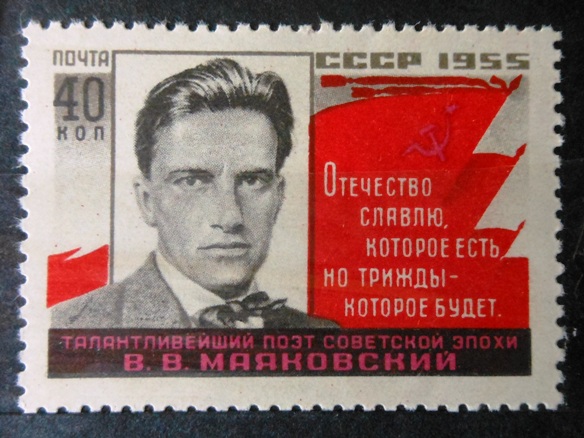 ПОЧТА
40
КОП
СССР 1955
ОТЕЧЕСТВО
СЛАВЛЮ,
КОТОРОЕ ЕСТЬ,
НО ТРИЖДЫ-
КОТОРОЕ БУДЕТ.
ТАЛАНТЛИВЕЙШИЙ ПОЭТ СОВЕТСКОЙ ЭПОХИ
В. В. МАЯКОВСКИЙ